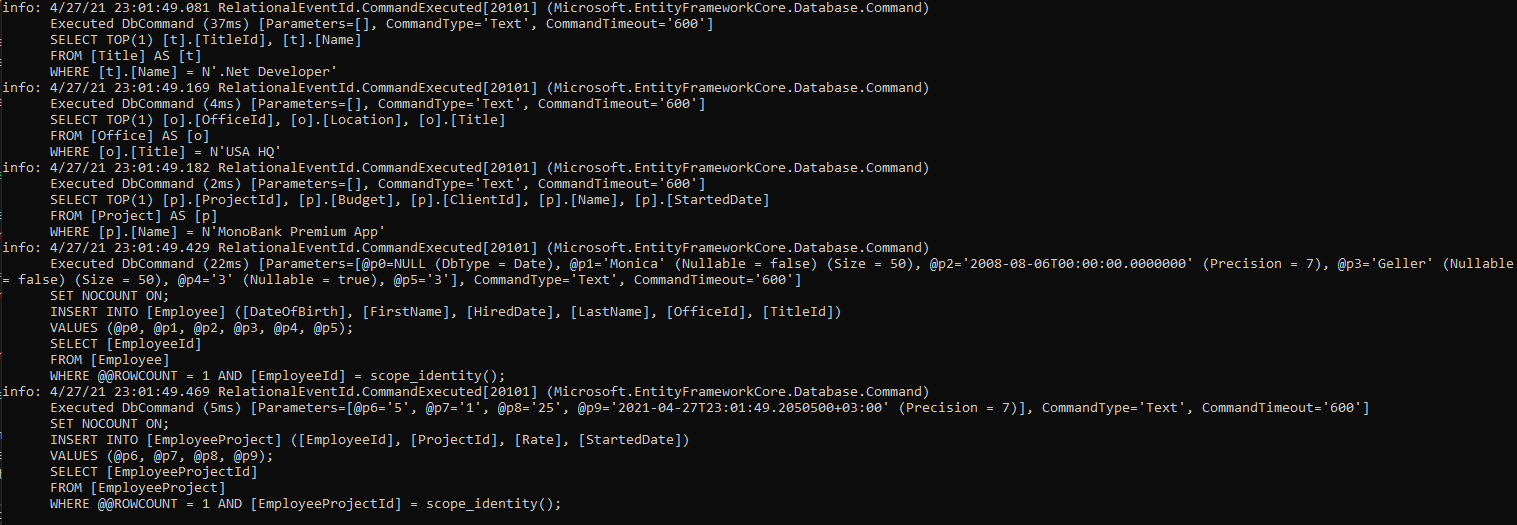 info: 4/27/21 23:01:49.081 RelationalEventId.CommandExecuted[20101] (Microsoft.EntityFrameworkCore.Database.Command)
Executed DbCommand (37ms) [Parameters=[], CommandType='Text', CommandTimeout='600']
SELECT TOP(1) [t].[TitleId], [t].[Name]
FROM [Title] AS [t]
WHERE [t].[Name] = N'.Net Developer'
info: 4/27/21 23:01:49.169 RelationalEventId.CommandExecuted[20101] (Microsoft.EntityFrameworkCore.Database.Command)
Executed DbCommand (4ms) [Parameters=[], CommandType='Text', CommandTimeout='600']
SELECT TOP(1) [o].[OfficeId], [o].[Location], [o].[Title]
FROM [Office] AS [o]
WHERE [o].[Title] = N'USA HQ'
info: 4/27/21 23:01:49.182 RelationalEventId.CommandExecuted[20101] (Microsoft.EntityFrameworkCore.Database.Command)
Executed DbCommand (2ms) [Parameters=[], CommandType='Text', CommandTimeout='600']
SELECT TOP(1) [p].[ProjectId], [p].[Budget], [p].[ClientId], [p].[Name], [p].[StartedDate]
FROM [Project] AS [p]
WHERE [p].[Name] = N'MonoBank Premium App'
info: 4/27/21 23:01:49.429 RelationalEventId.CommandExecuted[20101] (Microsoft.EntityFrameworkCore.Database.Command)
Executed DbCommand (22ms) [Parameters=[@p0=NULL (DbType = Date), @p1='Monica' (Nullable = false) (Size = 50), @p2='2008-08-06T00:00:00.0000000' (Precision = 7), @p3='Geller' (Nullable
= false) (Size = 50), @p4='3' (Nullable = true), @p5='3'], CommandType='Text', CommandTimeout='600']
SET NOCOUNT ON;
INSERT INTO [Employee] ([DateOfBirth], [FirstName], [HiredDate], [LastName], [OfficeId], [TitleId])
VALUES (@p0, @p1, @p2, @p3, @p4, @p5);
SELECT [EmployeeId]
FROM [Employee]
WHERE @@ROWCOUNT = 1 AND [EmployeeId] = scope_identity();
info: 4/27/21 23:01:49.469 RelationalEventId.CommandExecuted[20101] (Microsoft.EntityFrameworkCore.Database.Command)
Executed DbCommand (5ms) [Parameters=[@p6='5', @p7='1', @p8='25', @p9='2021-04-27T23:01:49.2050500+03:00' (Precision = 7)], CommandType='Text', CommandTimeout='600']
SET NOCOUNT ON;
INSERT INTO [EmployeeProject] ([EmployeeId], [ProjectId], [Rate], [StartedDate])
VALUES (@p6, @p7, @p8, @p9);
SELECT [EmployeeProjectId]
FROM [EmployeeProject]
WHERE @@ROWCOUNT = 1 AND [EmployeeProjectId] = scope_identity();